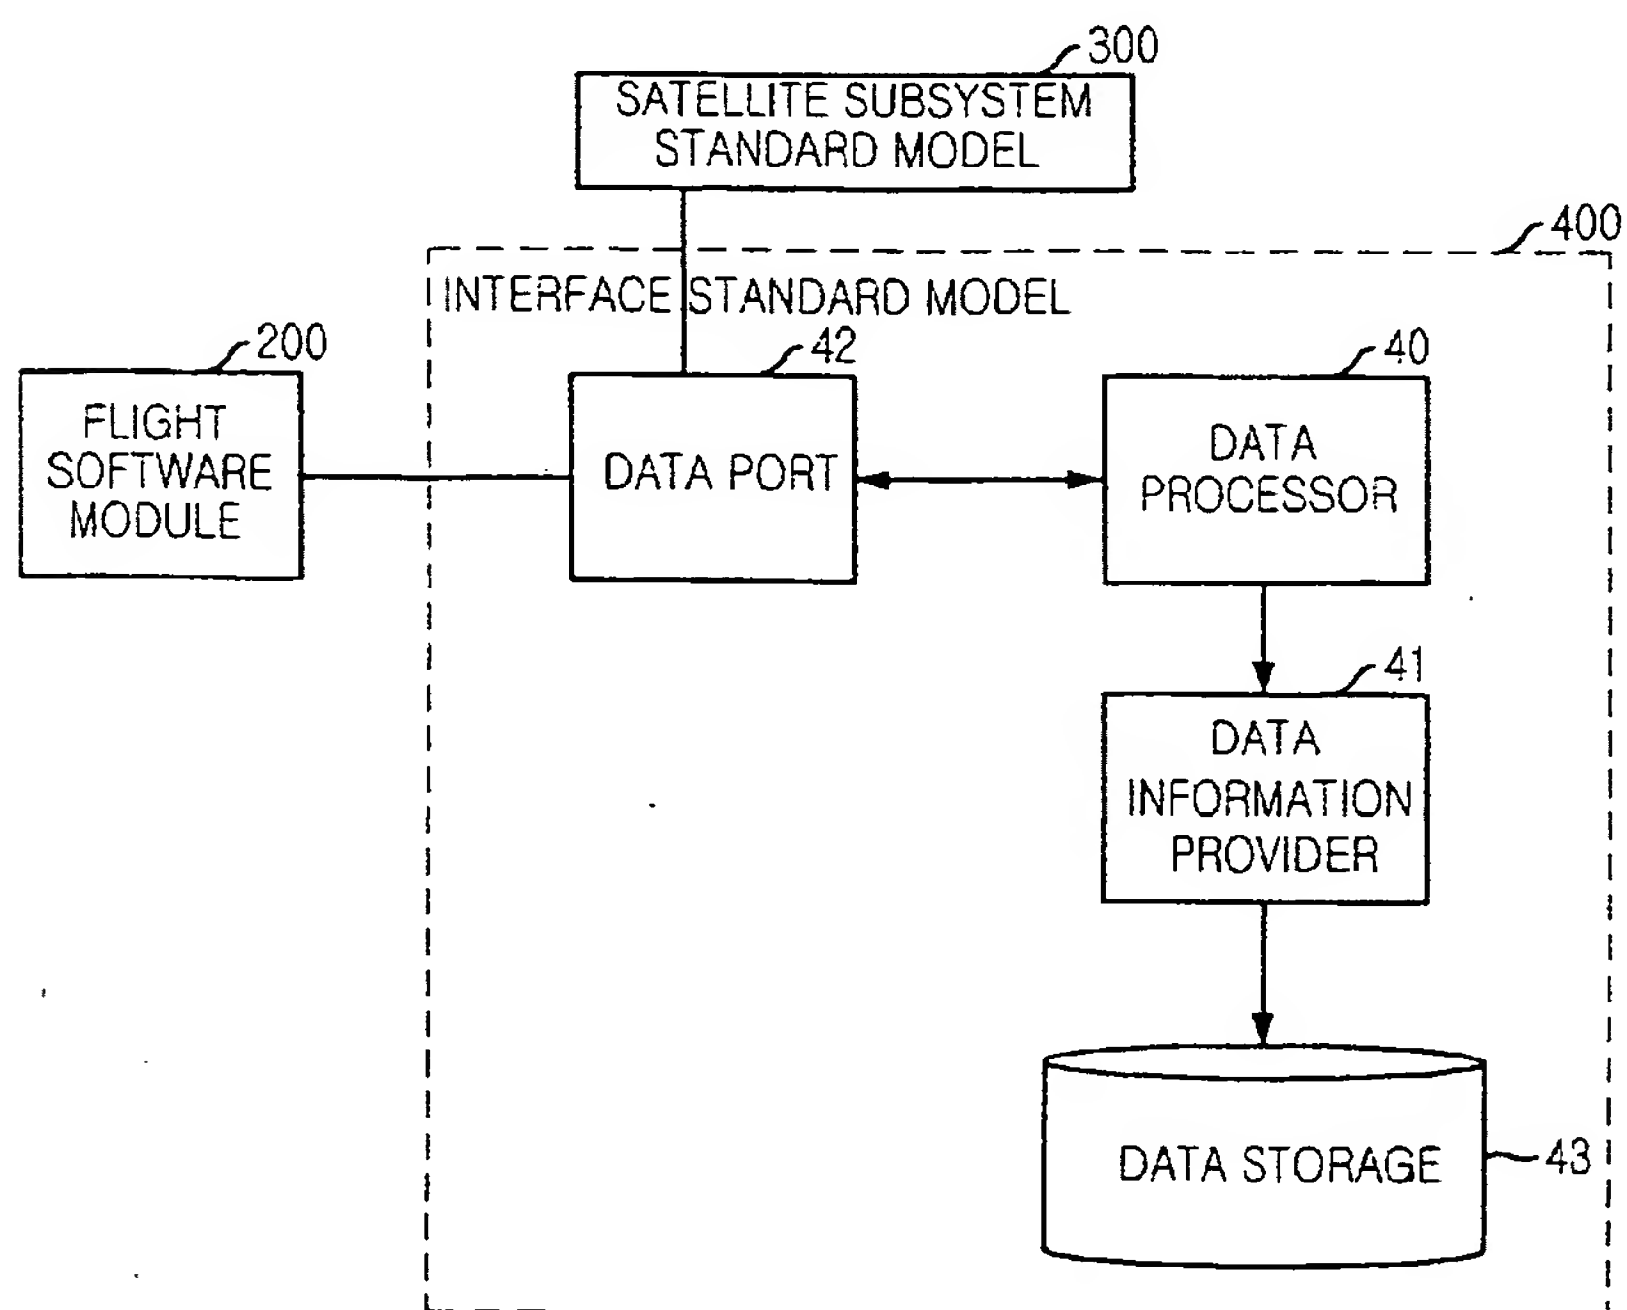 300
SATELLITE SUBSYSTEM
STANDARD MODEL
400
INTERFACE STANDARD MODEL
200
FLIGHT
SOFTWARE
MODULE
42
DATA PORT
40
DATA
PROCESSOR
41
DATA
INFORMATION
PROVIDER
DATA STORAGE
43